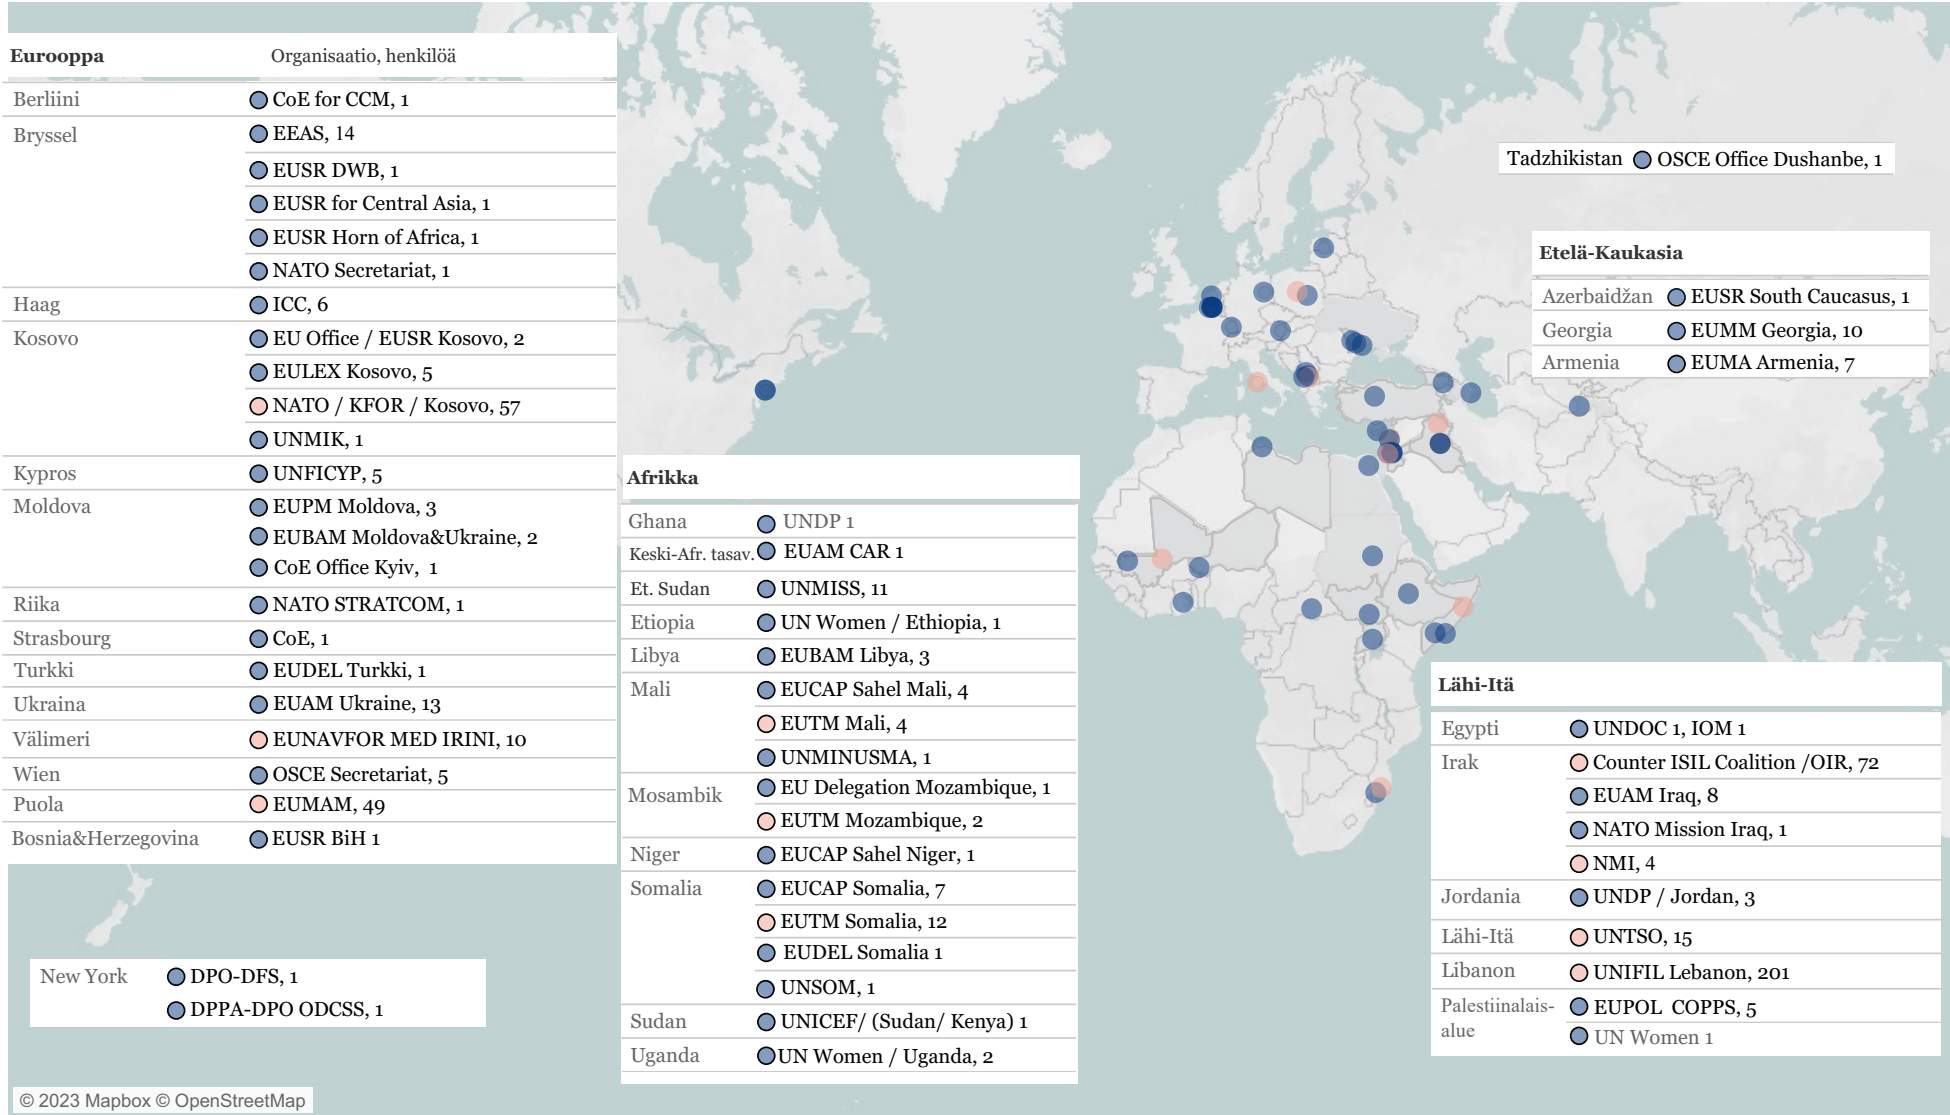 Eurooppa Organisaatio, henkilöä
Berliini CoE for CCM, 1
Bryssel EEAS, 14
EUSR DWB, 1
EUSR for Central Asia, 1
EUSR Horn of Africa, 1
NATO Secretariat, 1
Haag ICC, 6
Kosovo EU Office / EUSR Kosovo, 2
EULEX Kosovo, 5
NATO / KFOR / Kosovo, 57
UNMIK, 1
Kypros UNFICYP, 5
Moldova EUPM Moldova, 3
EUBAM Moldova&Ukraine, 2
CoE Office Kyiv, 1
Riika NATO STRATCOM, 1
Strasbourg CoE, 1
Turkki EUDEL Turkki, 1
Ukraina EUAM Ukraine, 13
Välimeri EUNAVFOR MED IRINI, 10
Wien OSCE Secretariat, 5
Puola EUMAM, 49
Bosnia&Herzegovina EUSR BiH 1
New York DPO-DFS, 1
DPPA-DPO ODCSS, 1
Afrikka
Ghana UNDP 1
Keski-Afr. tasav. EUAM CAR 1
Et. Sudan UNMISS, 11
Etiopia UN Women / Ethiopia, 1
Libya EUBAM Libya, 3
Mali EUCAP Sahel Mali, 4
EUTM Mali, 4
UNMINUSMA, 1
Mosambik EU Delegation Mozambique, 1
EUTM Mozambique, 2
Niger EUCAP Sahel Niger, 1
Somalia EUCAP Somalia, 7
EUTM Somalia, 12
EUDEL Somalia 1
UNSOM, 1
Sudan UNICEF/ (Sudan/ Kenya) 1
Uganda UN Women / Uganda, 2
Tadzhikistan OSCE Office Dushanbe, 1
Etelä-Kaukasia
Azerbaidžan EUSR South Caucasus, 1
Georgia EUMM Georgia, 10
Armenia EUMA Armenia, 7
Lähi-Itä
Egypti UNDOC 1, IOM 1
Irak Counter ISIL Coalition /OIR, 72
EUAM Iraq, 8
NATO Mission Iraq, 1
NMI, 4
Jordania UNDP / Jordan, 3
Lähi-Itä UNTSO, 15
Libanon UNIFIL Lebanon, 201
Palestiinalais- EUPOL COPPS, 5
alue UN Women 1
© 2023 Mapbox © OpenStreetMap